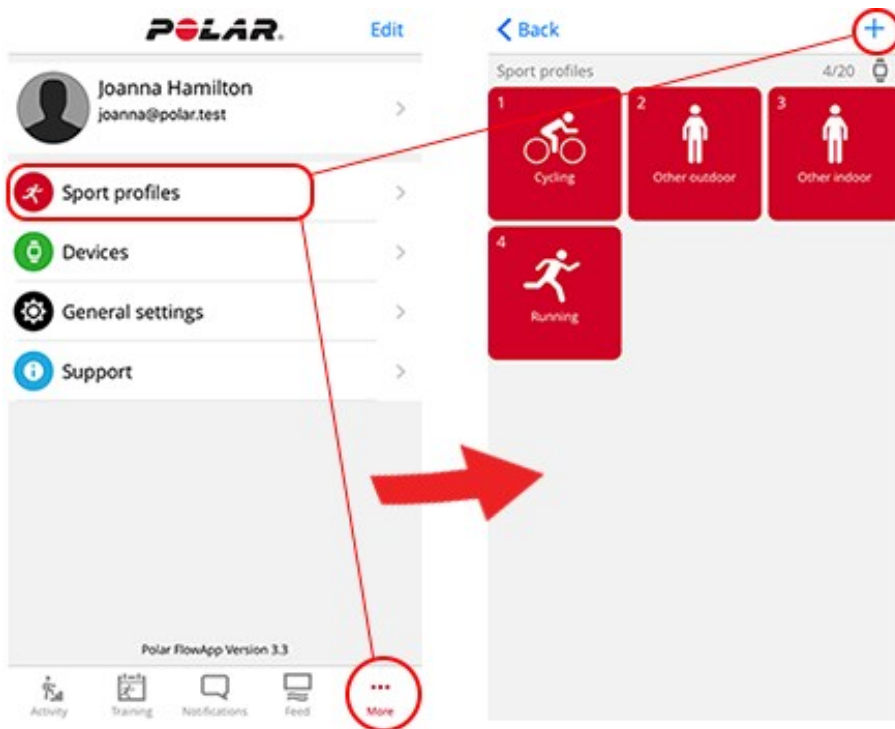 POLAR.
Edit
Joanna Hamilton
joanna@polar.test
Sport profiles
Devices
General settings
Support
Polar FlowApp Version 3.3
Activity
Training
Notifications
Feed
More
Back
+
Sport profiles
4/20
1
Cycling
2
Other outdoor
3
Other indoor
4
Running